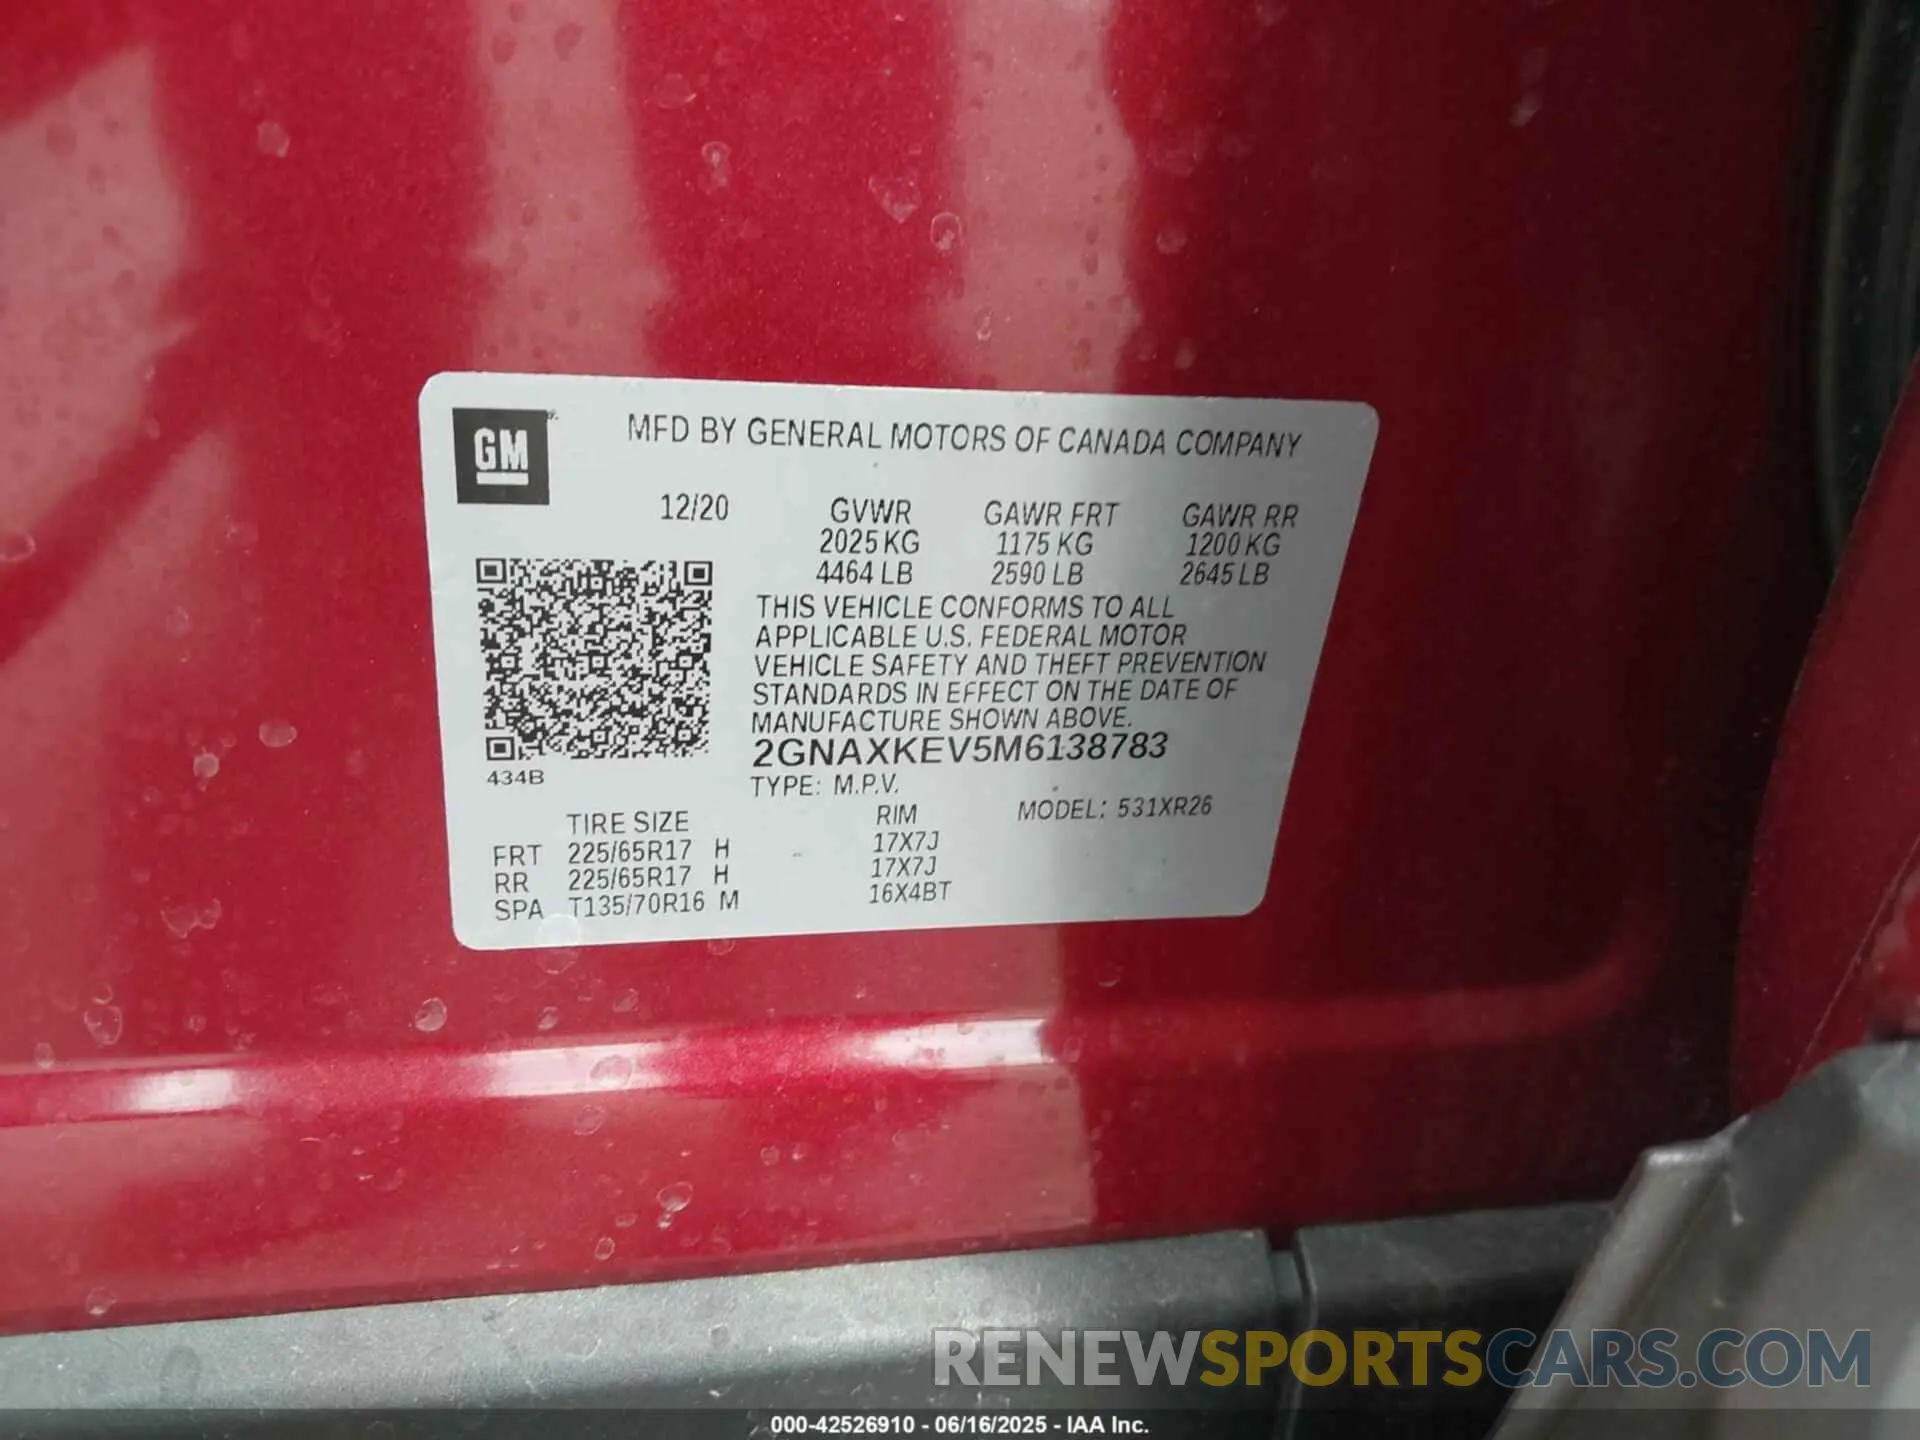 GM
MFD BY GENERAL MOTORS OF CANADA COMPANY
12/20 GVWR GAWR FRT GAWR RR
2025 KG 1175 KG 1200 KG
4464 LB 2590 LB 2645 LB
THIS VEHICLE CONFORMS TO ALL
APPLICABLE U.S. FEDERAL MOTOR
VEHICLE SAFETY AND THEFT PREVENTION
STANDARDS IN EFFECT ON THE DATE OF
MANUFACTURE SHOWN ABOVE.
2GNAXKEV5M6138783
434B
TYPE: M.P.V.
MODEL: 531XR26
TIRE SIZE RIM
FRT 225/65R17 H 17X7J
RR 225/65R17 H 17X7J
SPA T135/70R16 M 16X4BT
RENEWSPORTSCARS.COM
000-42526910 - 06/16/2025 - IAA Inc.